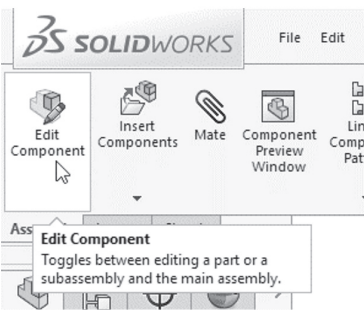 SOLIDWORKS
File Edit
Edit
Component
Insert
Components
Mate
Component
Preview
Window
Edit Component
Toggles between editing a part or a
subassembly and the main assembly.